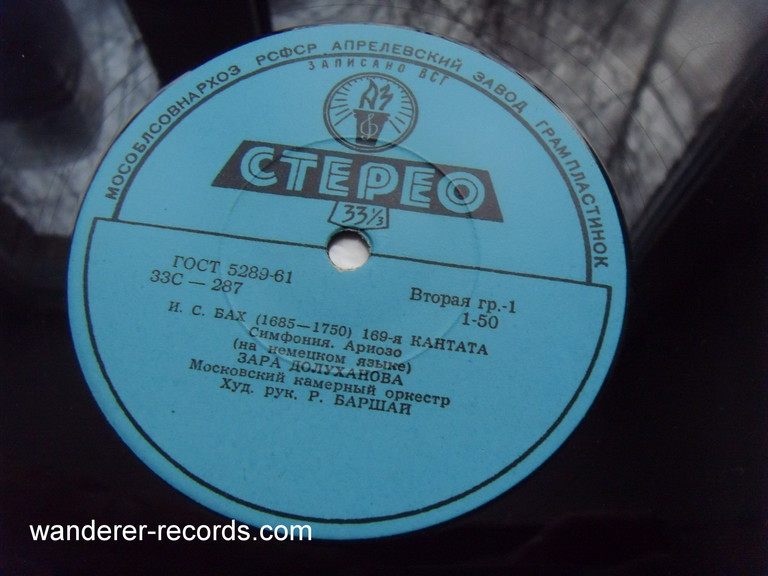 МОСОБЛСОВНАРХОЗ РСФСР АПРЕЛЕВСКИЙ ЗАВОД ГРАМПЛАСТИНОК
ЗАПИСАНО ВСГ
АЗ
СТЕРЕО
33⅓
ГОСТ 5289-61
33С — 287
Вторая гр.-1
1-50
И. С. БАХ (1685—1750) 169-я КАНТАТА
Симфония. Ариозо
(на немецком языке)
ЗАРА ДОЛУХАНОВА
Московский камерный оркестр
Худ. рук. Р. БАРШАЙ
wanderer-records.com